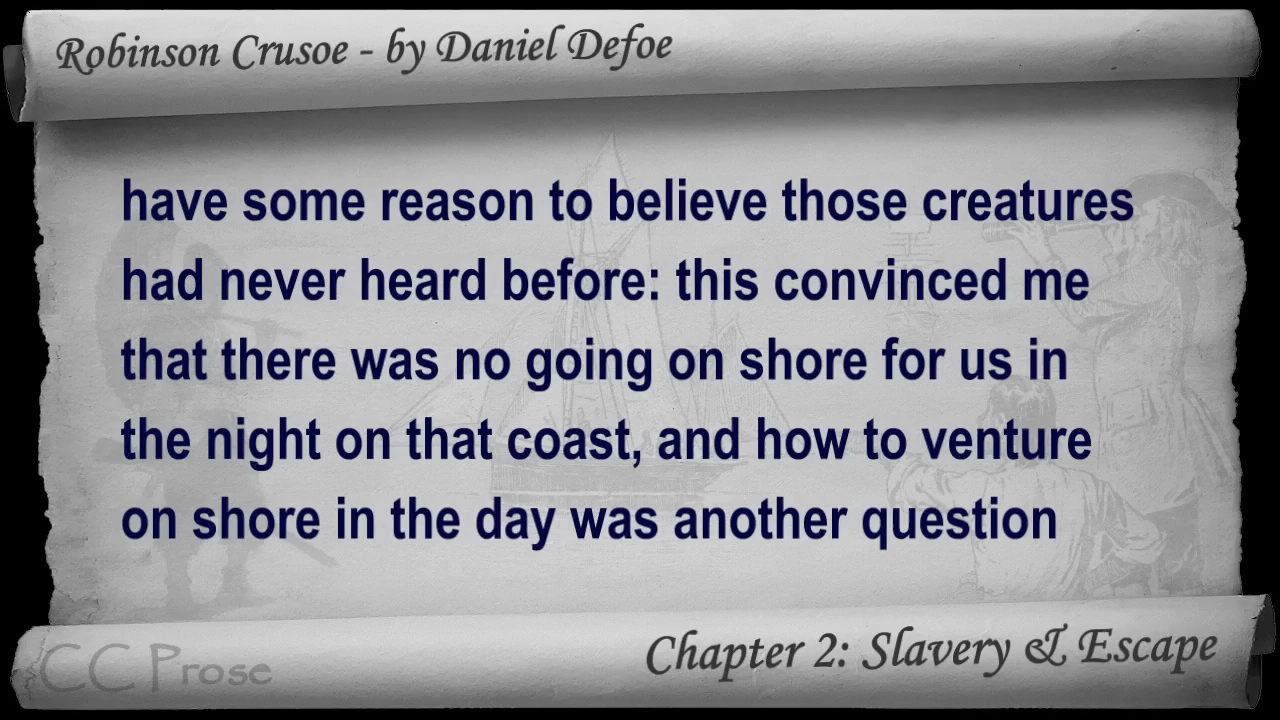 Robinson Crusoe - by Daniel Defoe
have some reason to believe those creatures
had never heard before: this convinced me
that there was no going on shore for us in
the night on that coast, and how to venture
on shore in the day was another question
Chapter 2: Slavery & Escape
CC Prose